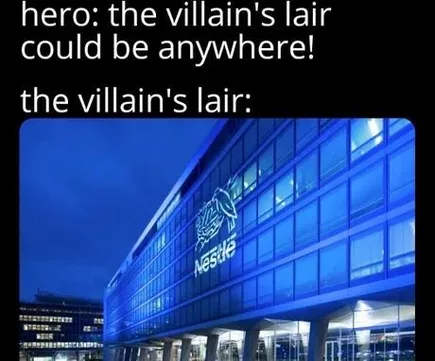 hero: the villain's lair
could be anywhere!
the villain's lair:
Nestlé